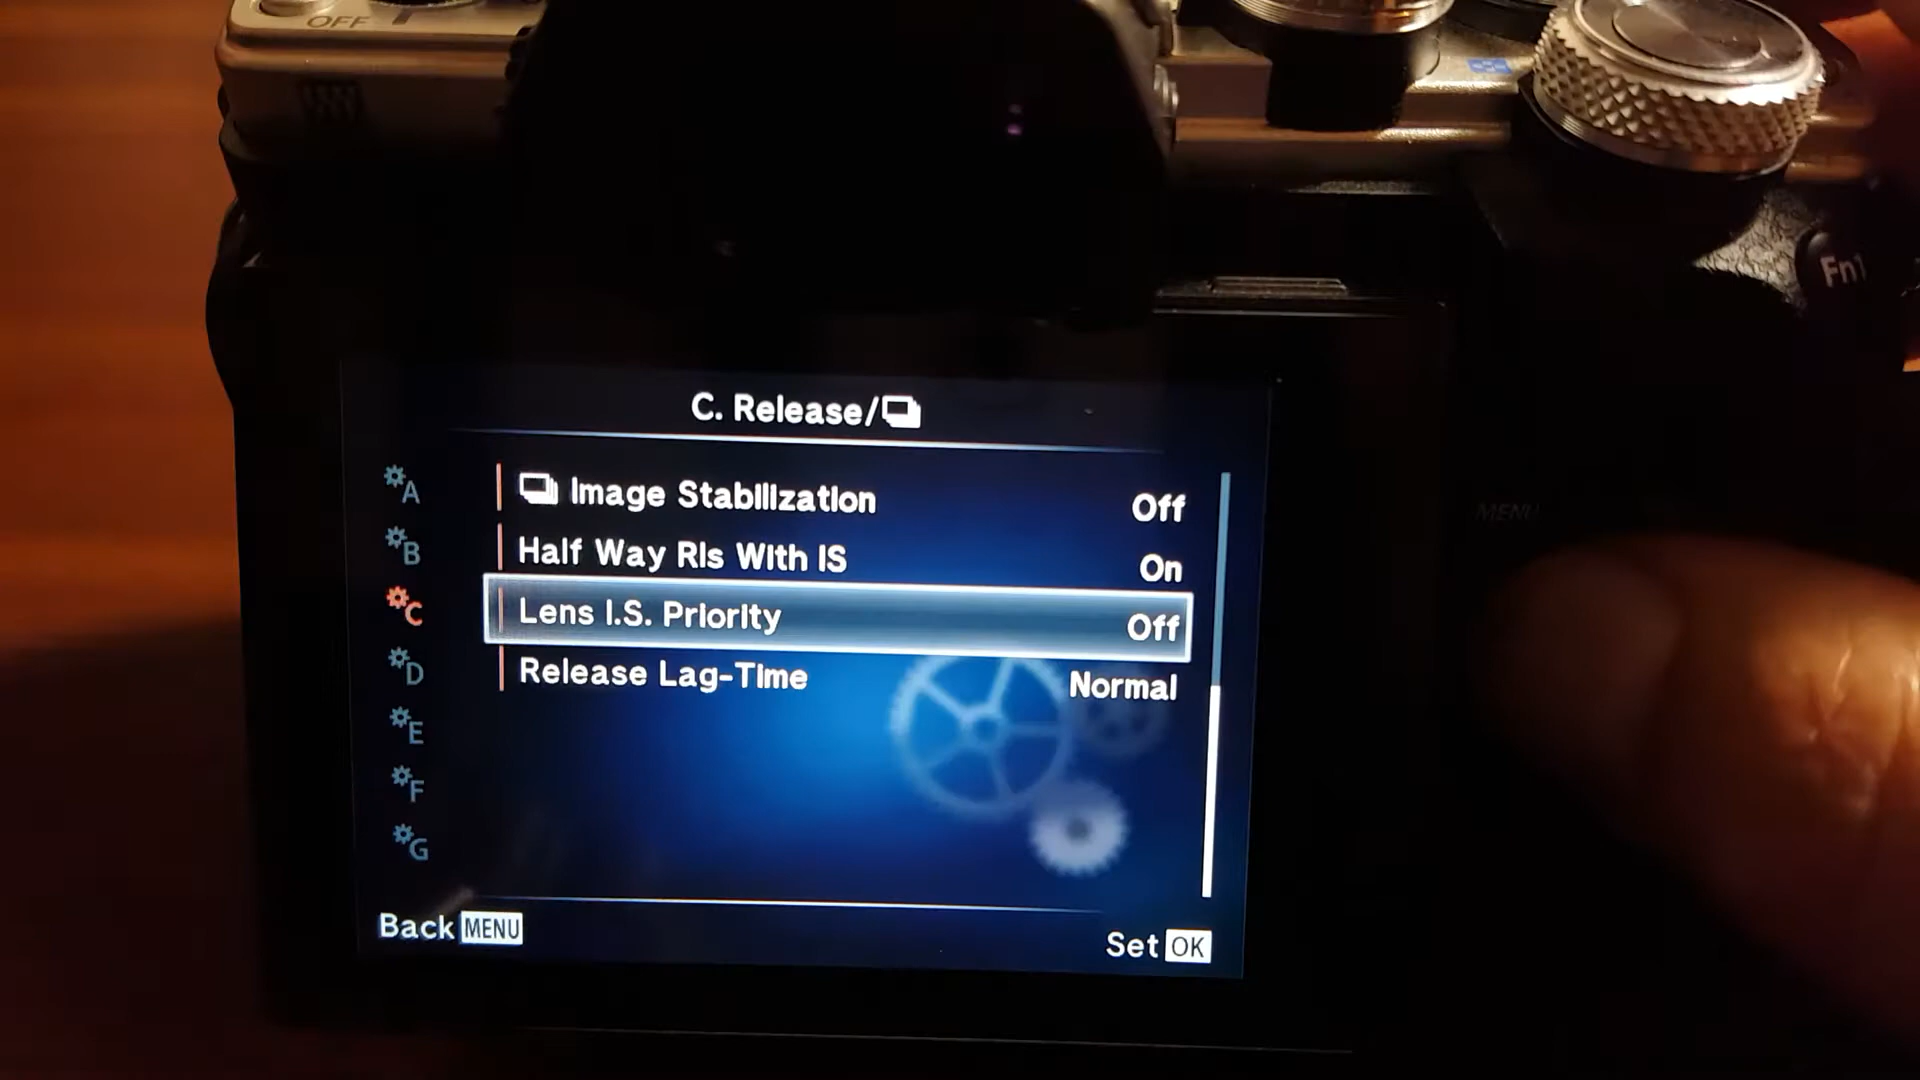 OFF
Fn1
C. Release/
A
Image Stabilization Off
B
Half Way Rls With IS On
C
Lens I.S. Priority Off
D
Release Lag-Time Normal
E
F
G
MENU
Back MENU
Set OK